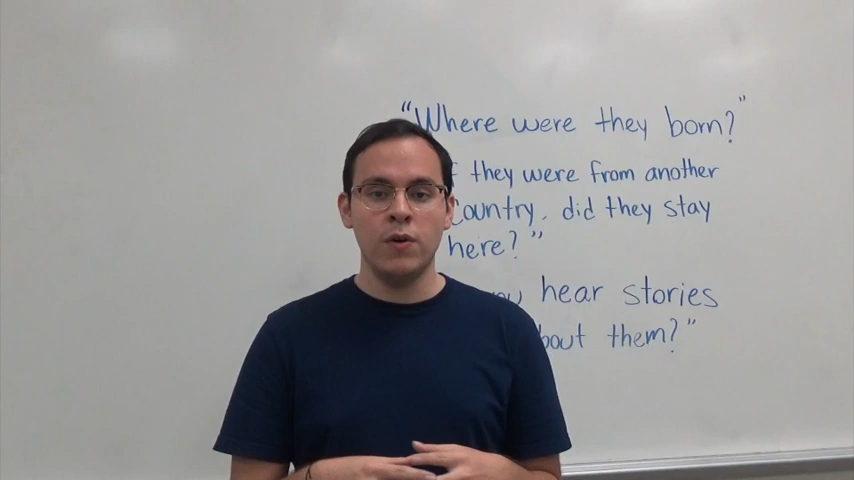 "Where were they born?"
they were from another
country, did they stay
here?"
hear stories
them?"